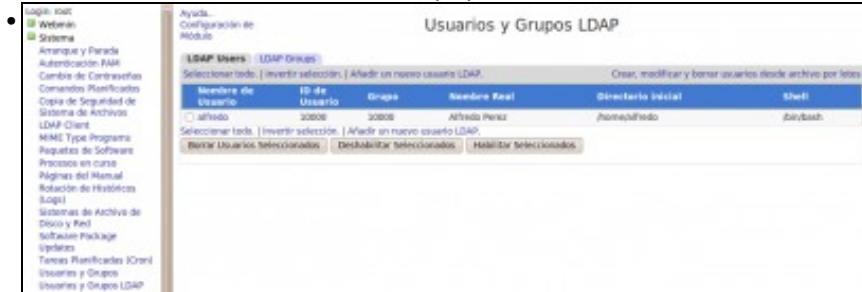 Login: root
Webmin
Sistema
Arranque y Parada
Autenticación PAM
Cambio de Contraseñas
Comandos Planificados
Copia de Seguridad de
Sistema de Archivos
LDAP Client
MIME Type Programs
Paquetes de Software
Procesos en curso
Páginas del Manual
Rotación de Históricos
(Logs)
Sistemas de Archivo de
Disco y Red
Software Package
Updates
Tareas Planificadas (Cron)
Usuarios y Grupos
Usuarios y Grupos LDAP
Ayuda..
Configuración de
Módulo
Usuarios y Grupos LDAP
LDAP Users LDAP Groups
Seleccionar todo. | Invertir selección. | Añadir un nuevo usuario LDAP. Crear, modificar y borrar usuarios desde archivo por lotes
Nombre de Usuario ID de Usuario Grupo Nombre Real Directorio inicial Shell
alfredo 10000 10000 Alfredo Perez /home/alfredo /bin/bash
Seleccionar todo. | Invertir selección. | Añadir un nuevo usuario LDAP.
Borrar Usuarios Seleccionados Deshabilitar Seleccionados Habilitar Seleccionados